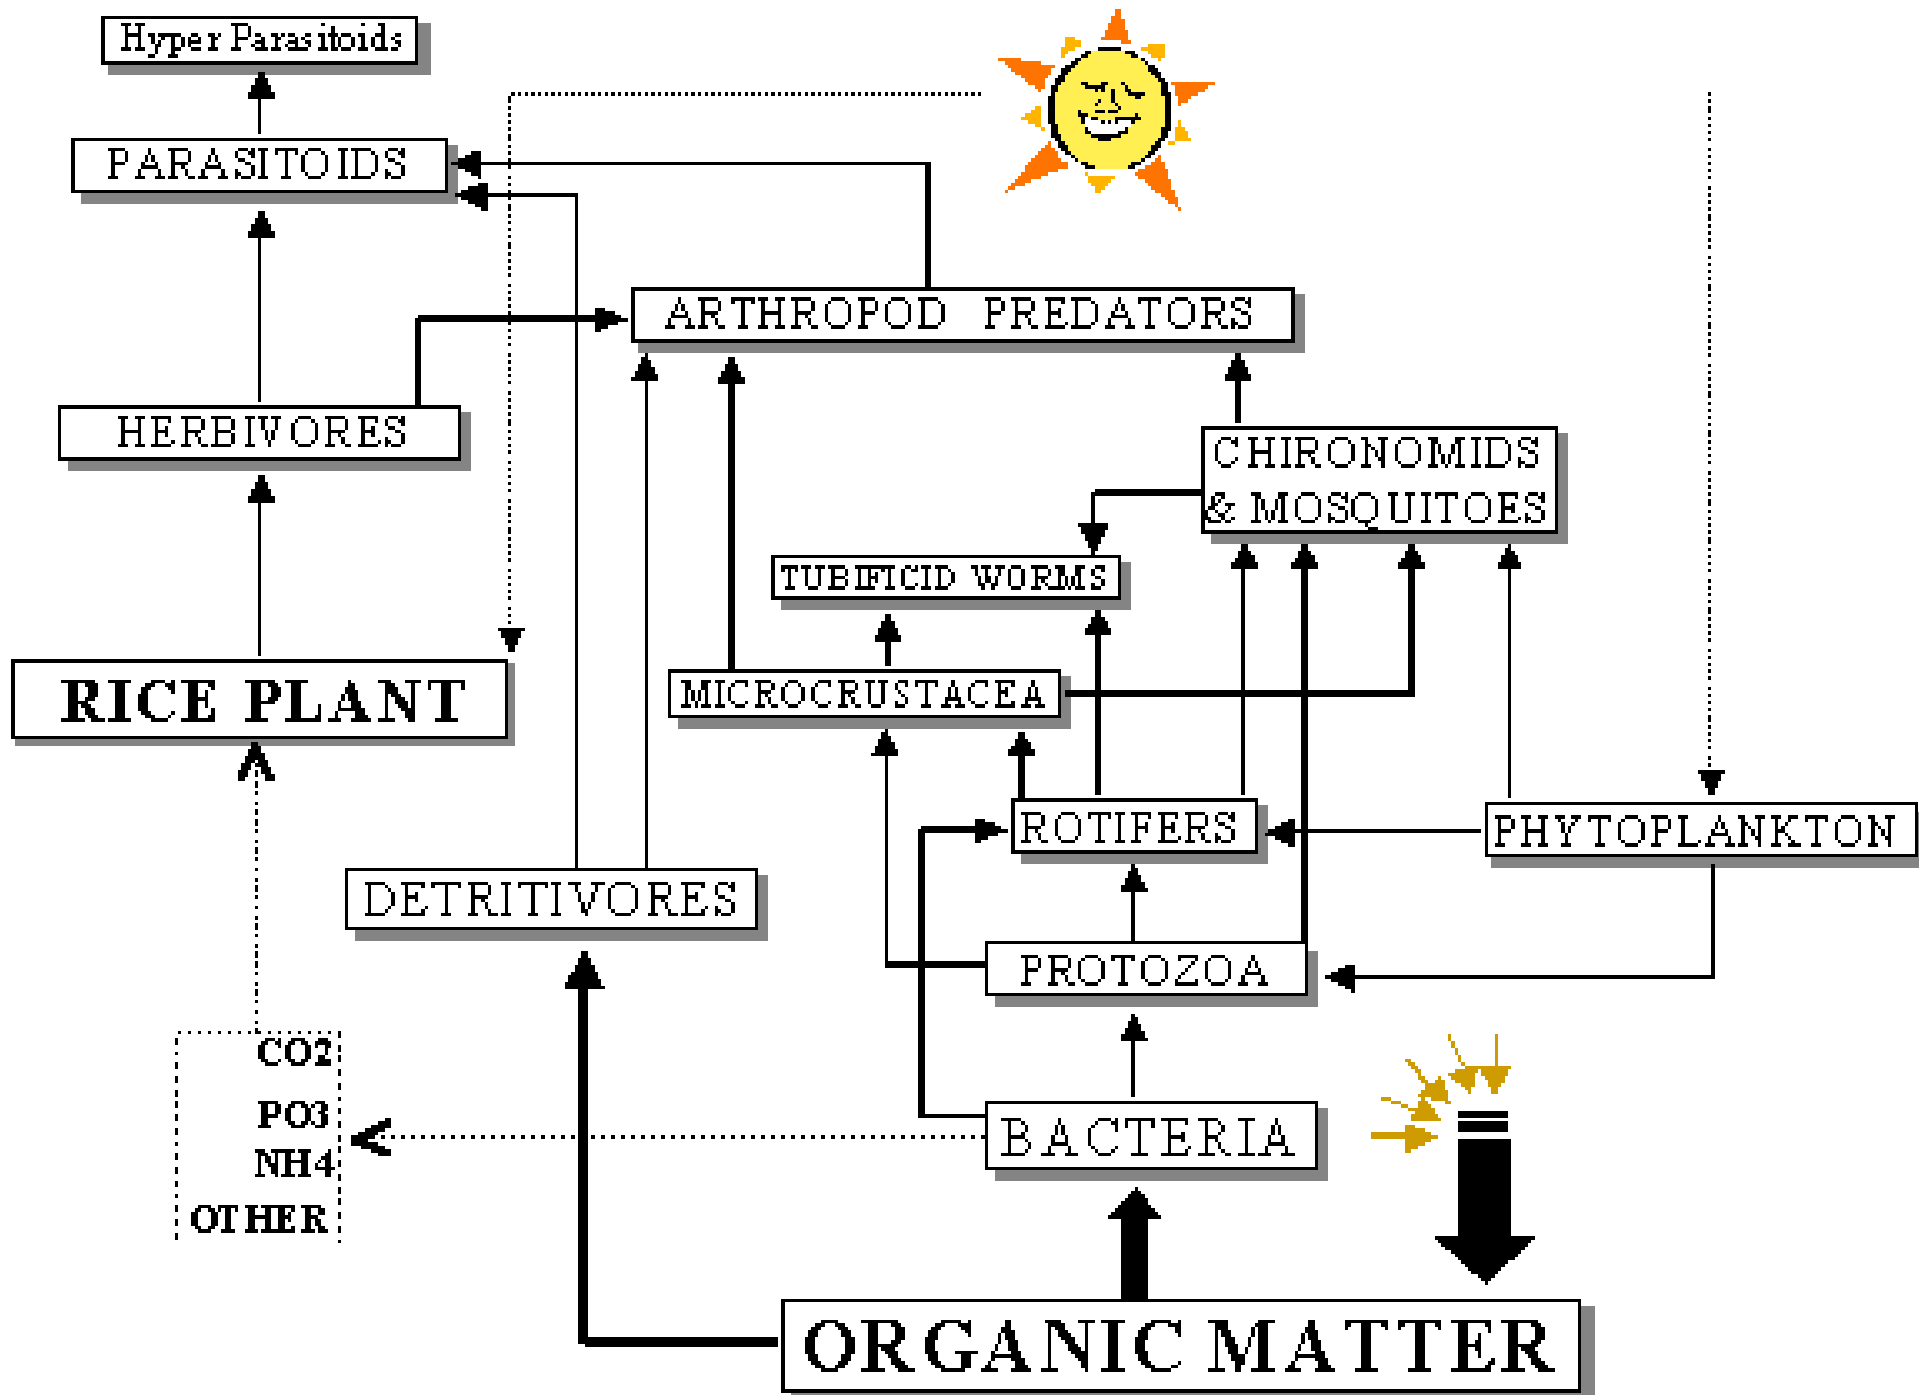 Hyper Parasitoids
PARASITOIDS
ARTHROPOD PREDATORS
HERBIVORES
CHIRONOMIDS
& MOSQUITOES
TUBIFICID WORMS
RICE PLANT
MICROCRUSTACEA
ROTIFERS
PHYTOPLANKTON
DETRITIVORES
PROTOZOA
CO2
PO3
NH4
OTHER
BACTERIA
ORGANIC MATTER